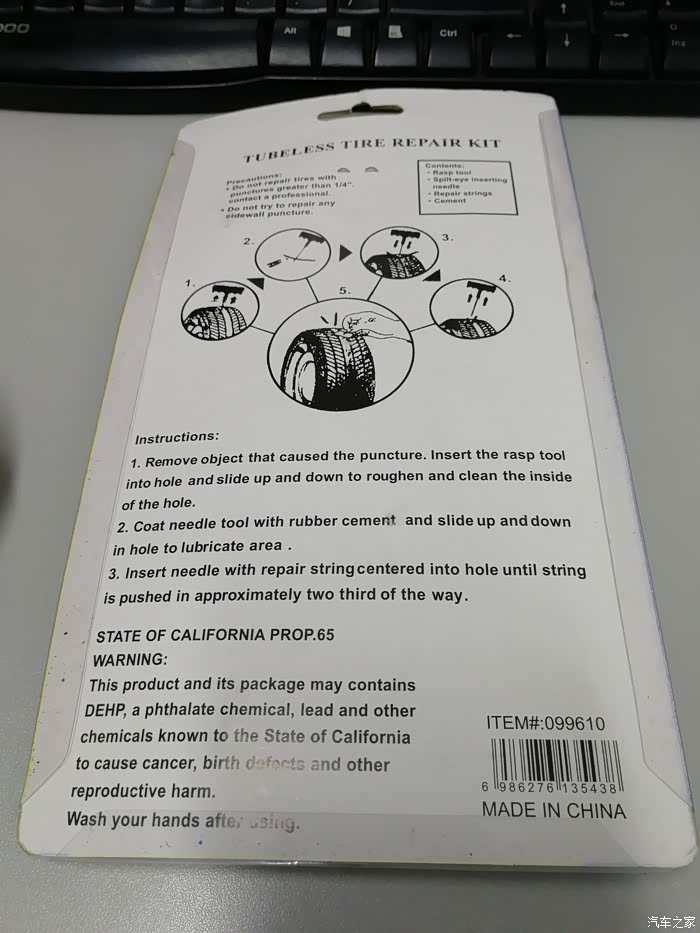 Alt
Ctrl
End
Ins
TUBELESS TIRE REPAIR KIT
Precautions:
• Do not repair tires with
punctures greater than 1/4".
contact a professional.
• Do not try to repair any
sidewall puncture.
Contents:
• Rasp tool
• Split-eye inserting
needle
• Repair strings
• Cement
1.
2.
3.
4.
5.
Instructions:
1. Remove object that caused the puncture. Insert the rasp tool
into hole and slide up and down to roughen and clean the inside
of the hole.
2. Coat needle tool with rubber cement and slide up and down
in hole to lubricate area .
3. Insert needle with repair string centered into hole until string
is pushed in approximately two third of the way.
STATE OF CALIFORNIA PROP.65
WARNING:
This product and its package may contains
DEHP, a phthalate chemical, lead and other
chemicals known to the State of California
to cause cancer, birth defects and other
reproductive harm.
Wash your hands after using.
ITEM#:099610
6 986276 135438
MADE IN CHINA
汽车之家